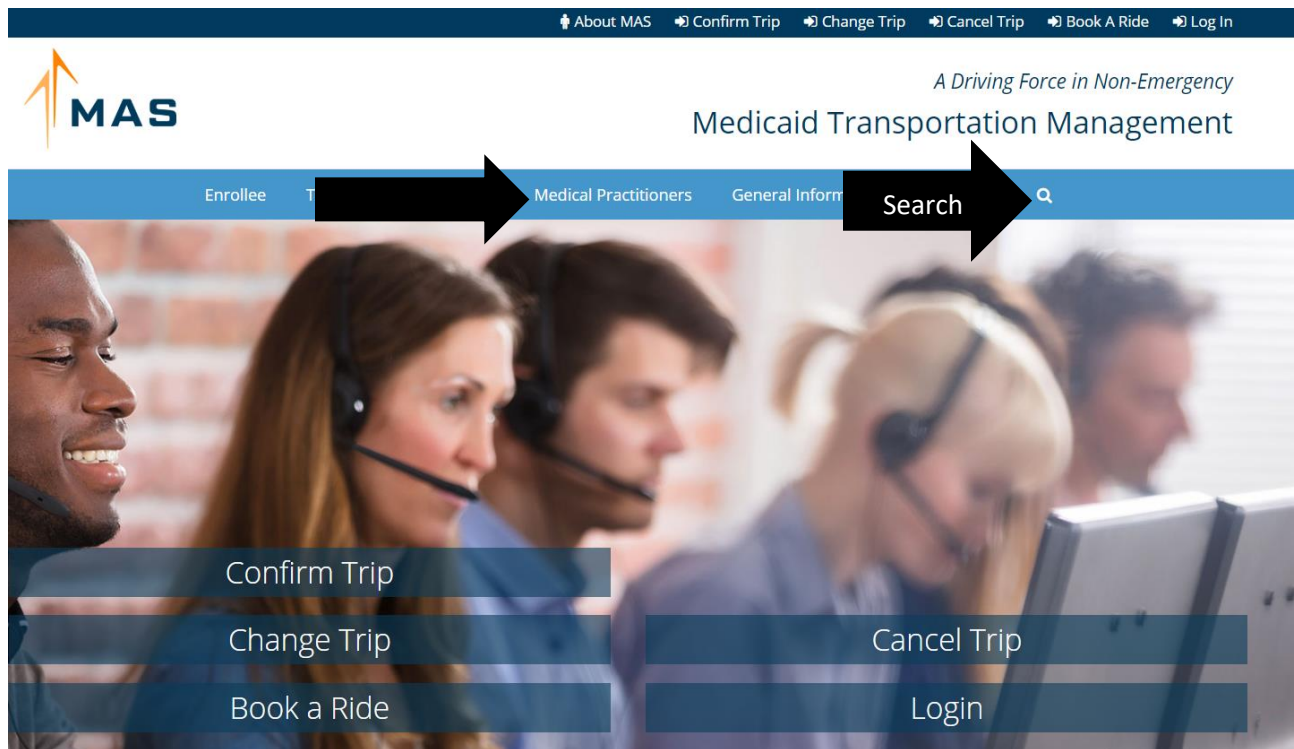 About MAS Confirm Trip Change Trip Cancel Trip Book A Ride Log In
MAS
A Driving Force in Non-Emergency
Medicaid Transportation Management
Enrollee Medical Practitioners General Search
Confirm Trip
Change Trip Cancel Trip
Book a Ride Login